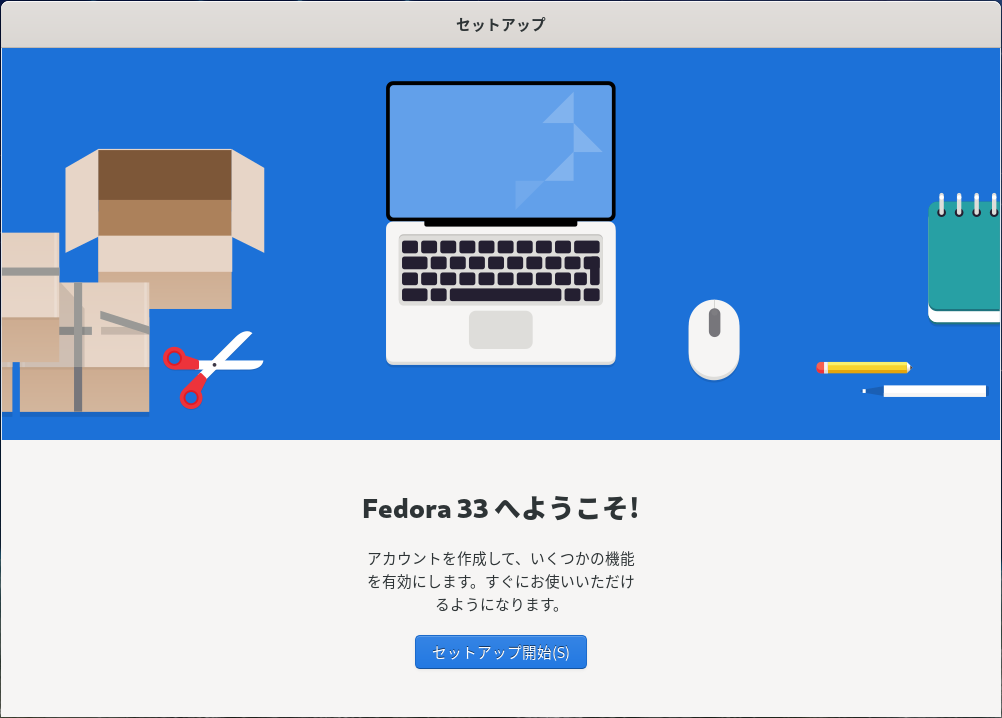 セットアップ
Fedora 33 へようこそ!
アカウントを作成して、いくつかの機能
を有効にします。すぐにお使いいただけ
るようになります。
セットアップ開始(S)